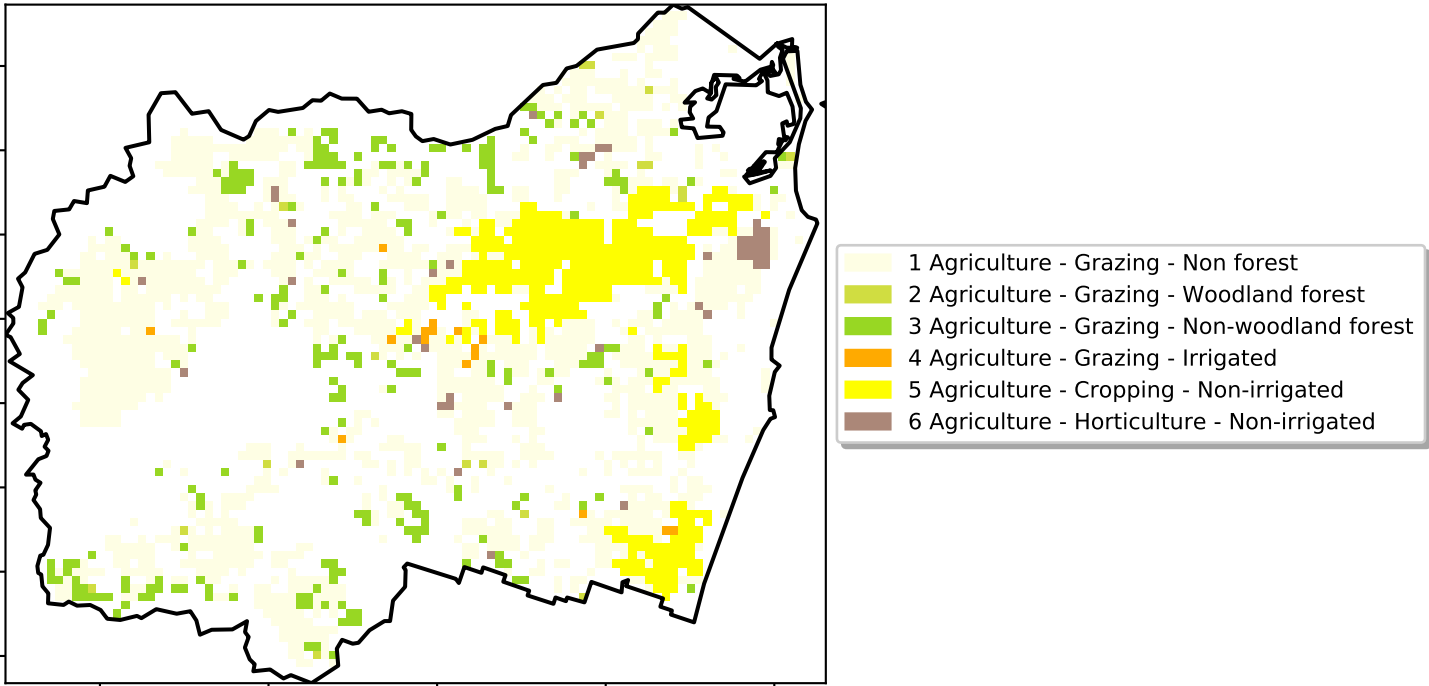 1 Agriculture - Grazing - Non forest
2 Agriculture - Grazing - Woodland forest
3 Agriculture - Grazing - Non-woodland forest
4 Agriculture - Grazing - Irrigated
5 Agriculture - Cropping - Non-irrigated
6 Agriculture - Horticulture - Non-irrigated